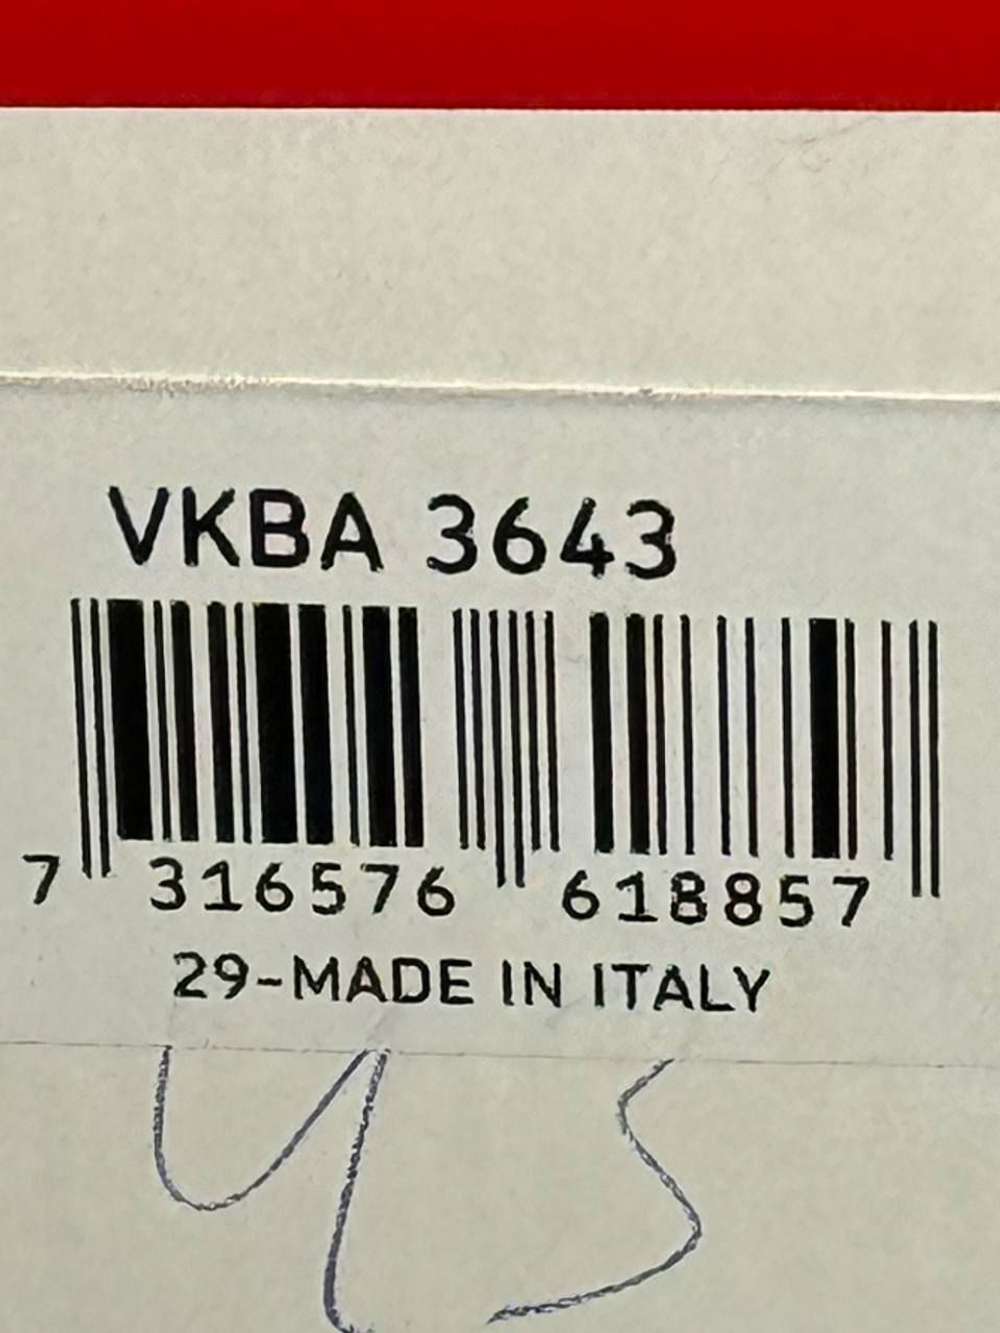 VKBA 3643
7 316576 618857
29-MADE IN ITALY